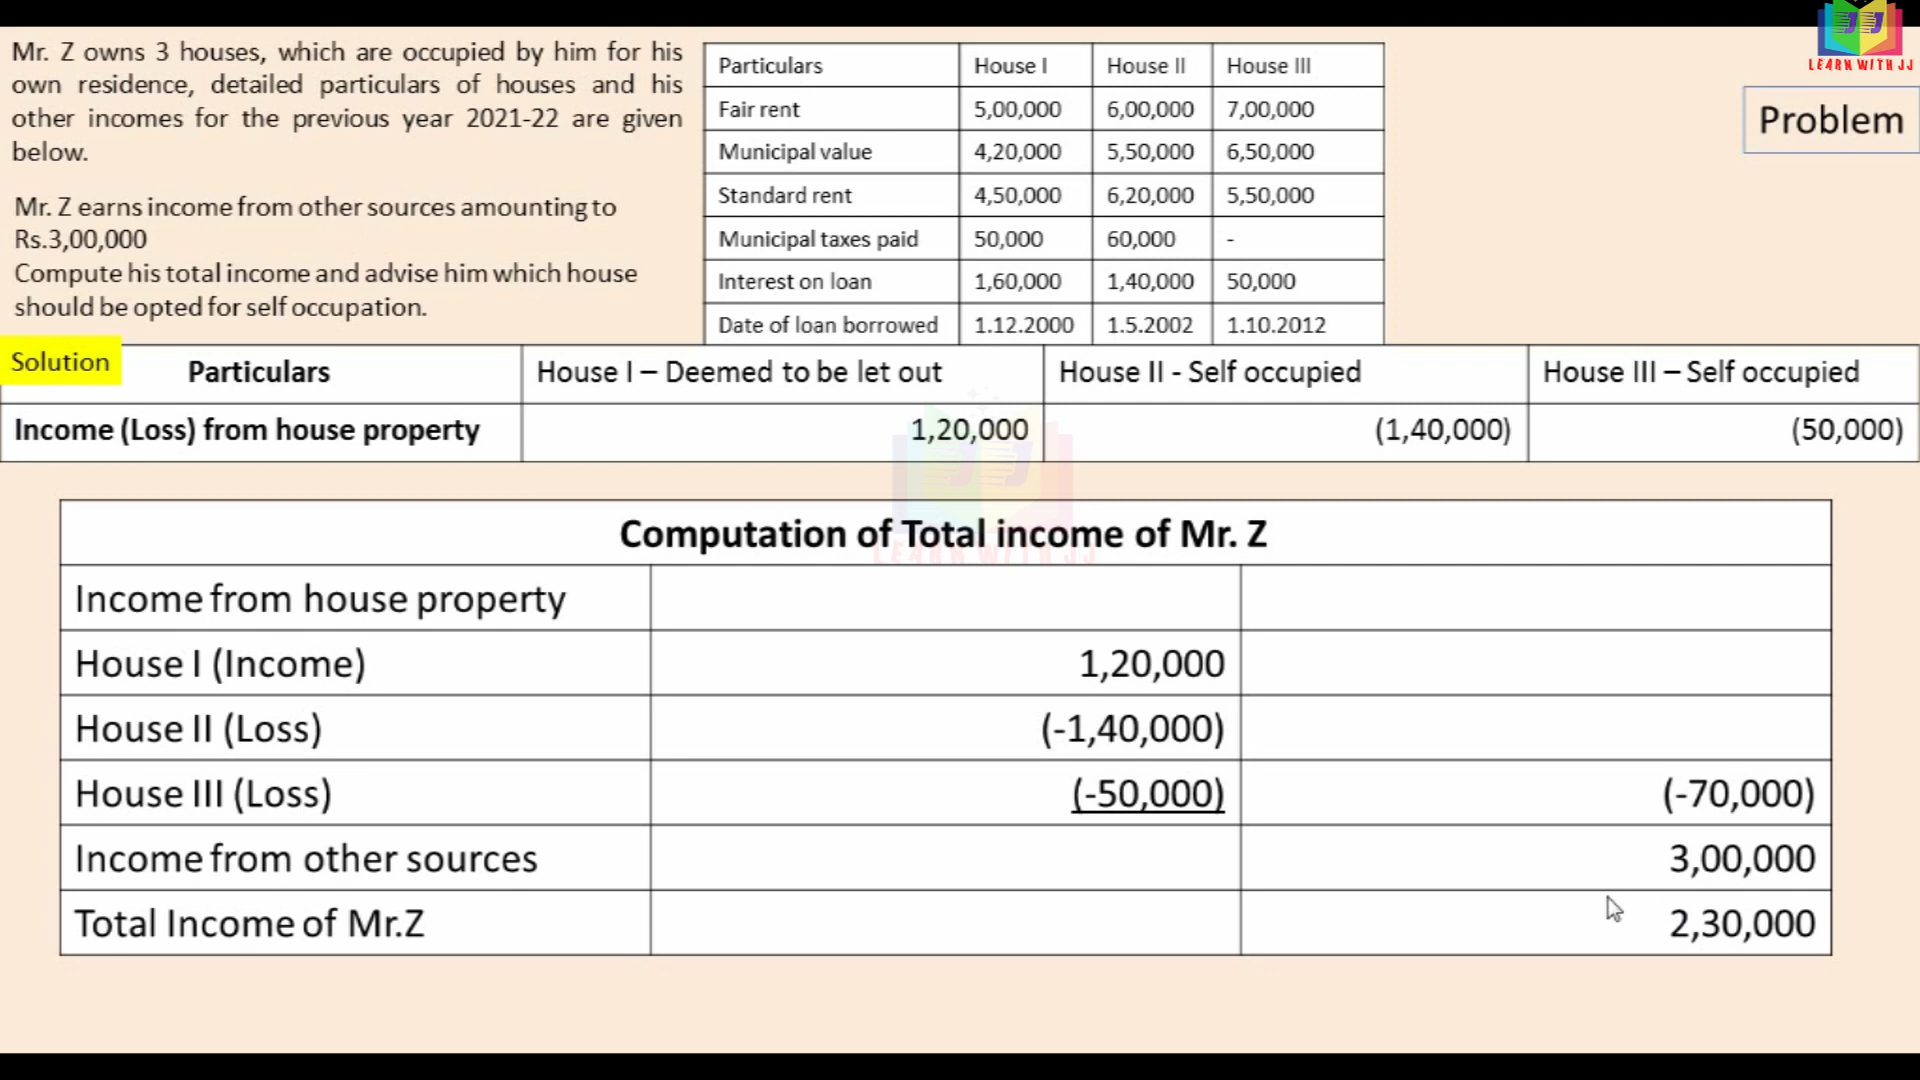 Mr. Z owns 3 houses, which are occupied by him for his
own residence, detailed particulars of houses and his
other incomes for the previous year 2021-22 are given
below.
Mr. Z earns income from other sources amounting to
Rs.3,00,000
Compute his total income and advise him which house
should be opted for self occupation.
Particulars House I House II House III
Fair rent 5,00,000 6,00,000 7,00,000
Municipal value 4,20,000 5,50,000 6,50,000
Standard rent 4,50,000 6,20,000 5,50,000
Municipal taxes paid 50,000 60,000 -
Interest on loan 1,60,000 1,40,000 50,000
Date of loan borrowed 1.12.2000 1.5.2002 1.10.2012
JJ
LEARN WITH JJ
Problem
Solution
Particulars House I – Deemed to be let out House II - Self occupied House III – Self occupied
Income (Loss) from house property 1,20,000 (1,40,000) (50,000)
JJ
LEARN WITH JJ
Computation of Total income of Mr. Z
Income from house property
House I (Income) 1,20,000
House II (Loss) (-1,40,000)
House III (Loss) (-50,000) (-70,000)
Income from other sources 3,00,000
Total Income of Mr.Z 2,30,000